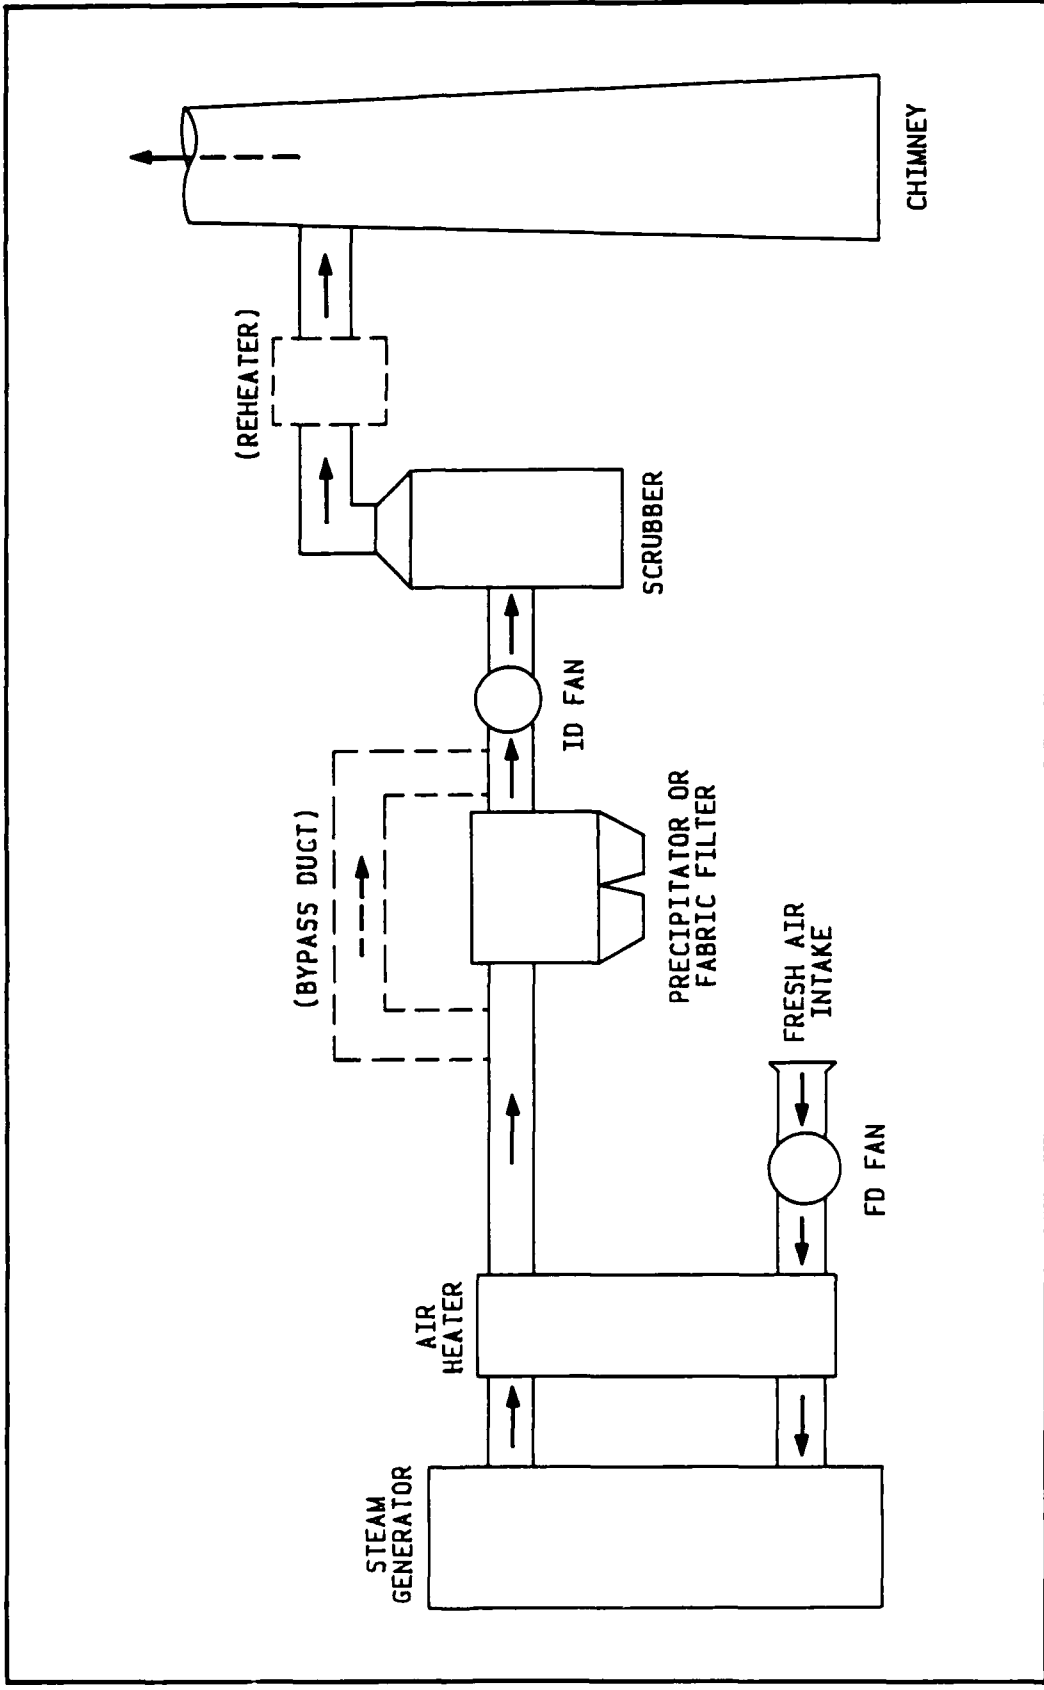 STEAM
GENERATOR
AIR
HEATER
(BYPASS DUCT)
(REHEATER)
PRECIPITATOR OR
FABRIC FILTER
ID FAN
SCRUBBER
FRESH AIR
INTAKE
FD FAN
CHIMNEY